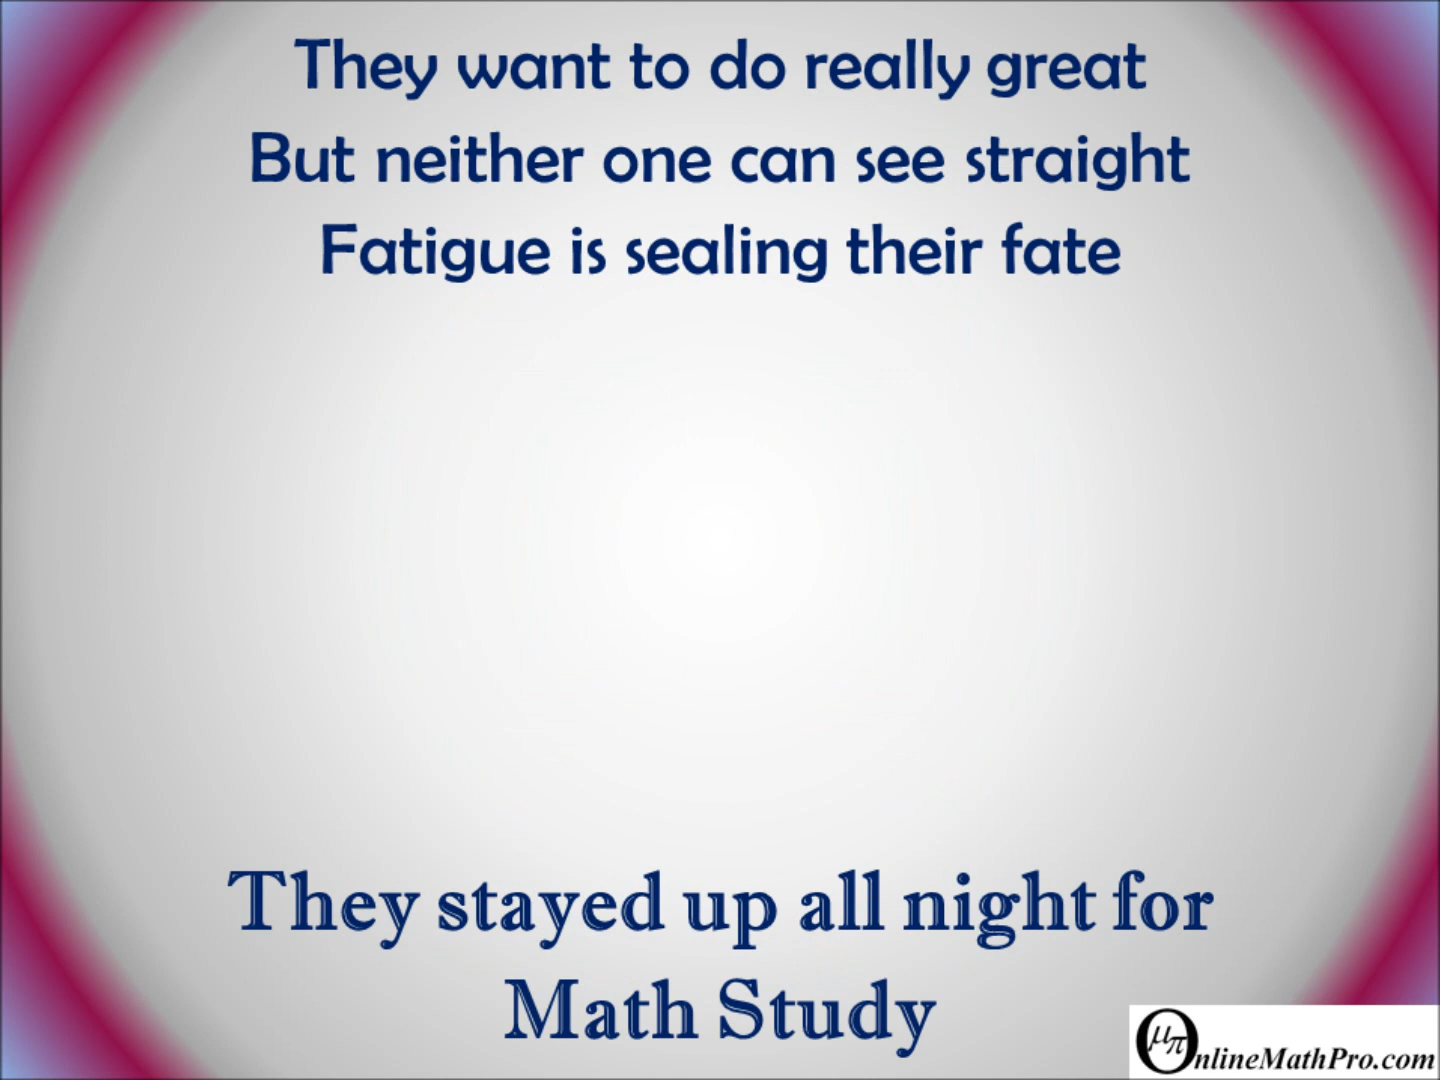 They want to do really great
But neither one can see straight
Fatigue is sealing their fate
They stayed up all night for
Math Study
μπ
OnlineMathPro.com